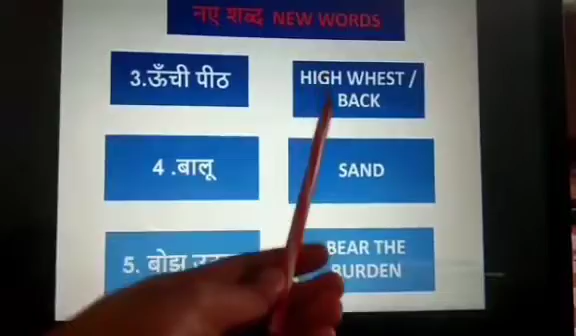 नए शब्द NEW WORDS
3.ऊँची पीठ
HIGH WHEST /
BACK
4 .बालू
SAND
5. बोझ
BEAR THE
BURDEN